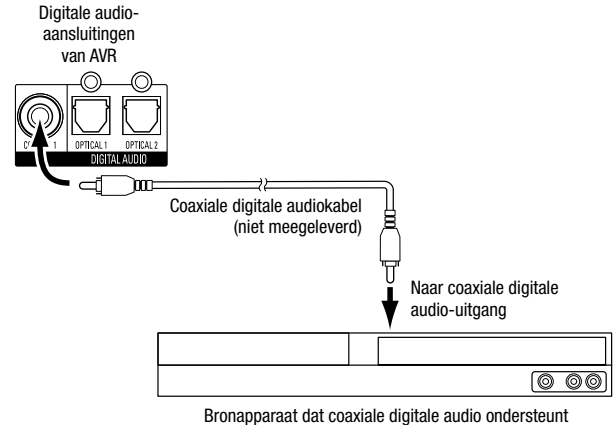 Digitale audio-
aansluitingen
van AVR
OPTICAL 1
OPTICAL 2
DIGITAL AUDIO
Coaxiale digitale audiokabel
(niet meegeleverd)
Naar coaxiale digitale
audio-uitgang
Bronapparaat dat coaxiale digitale audio ondersteunt